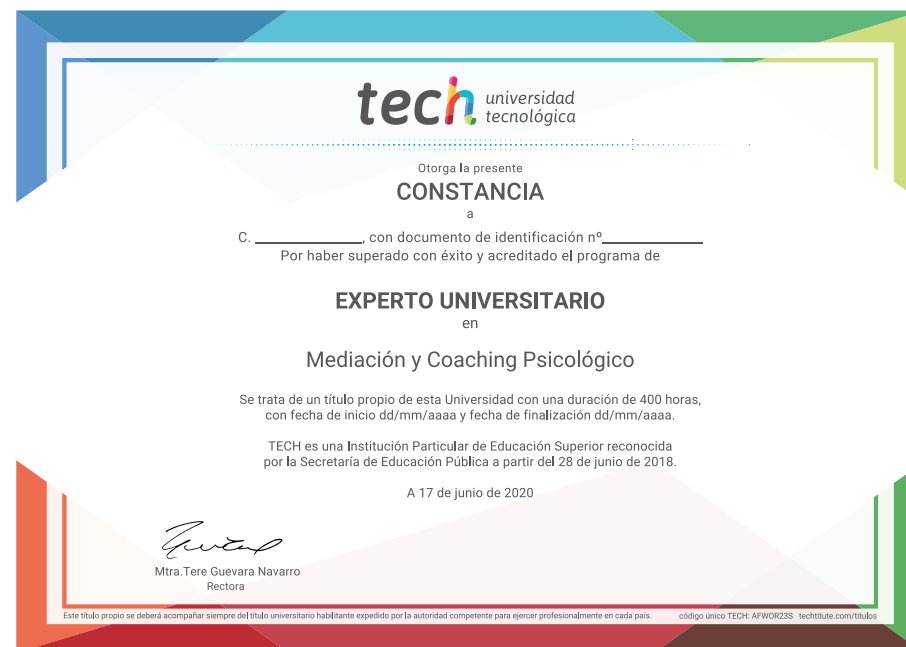 tech universidad
tecnológica
Otorga la presente
CONSTANCIA
a
C. ______________, con documento de identificación nº_____________
Por haber superado con éxito y acreditado el programa de
EXPERTO UNIVERSITARIO
en
Mediación y Coaching Psicológico
Se trata de un título propio de esta Universidad con una duración de 400 horas,
con fecha de inicio dd/mm/aaaa y fecha de finalización dd/mm/aaaa.
TECH es una Institución Particular de Educación Superior reconocida
por la Secretaría de Educación Pública a partir del 28 de junio de 2018.
A 17 de junio de 2020
Mtra.Tere Guevara Navarro
Rectora
Este título propio se deberá acompañar siempre del título universitario habilitante expedido por la autoridad competente para ejercer profesionalmente en cada país. código único TECH: AFWOR23S techtitute.com/títulos